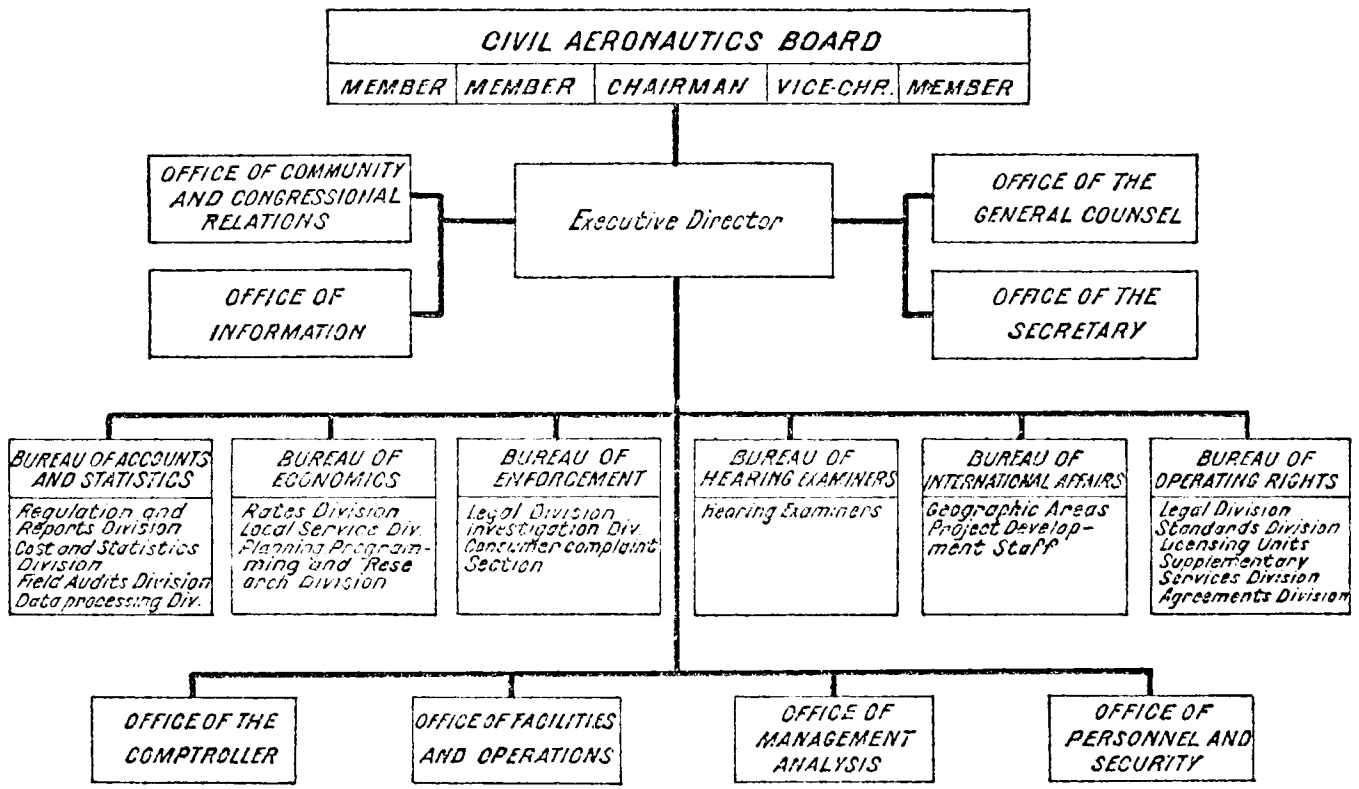 CIVIL AERONAUTICS BOARD
MEMBER MEMBER CHAIRMAN VICE-CHR. MEMBER
OFFICE OF COMMUNITY
AND CONGRESSIONAL
RELATIONS
Executive Director
OFFICE OF THE
GENERAL COUNSEL
OFFICE OF
INFORMATION
OFFICE OF THE
SECRETARY
BUREAU OF ACCOUNTS
AND STATISTICS
Regulation and
Reports Division
Cost and Statistics
Division
Field Audits Division
Data processing Div.
BUREAU OF
ECONOMICS
Rates Division
Local Service Div.
Planning Program-
ming and Rese
arch Division
BUREAU OF
ENFORCEMENT
Legal Division
Investigation Div.
Consumer complaint
Section
BUREAU OF
HEARING EXAMINERS
Hearing Examiners
BUREAU OF
INTERNATIONAL AFFAIRS
Geographic Areas
Project Develop-
ment Staff
BUREAU OF
OPERATING RIGHTS
Legal Division
Standards Division
Licensing Units
Supplementary
Services Division
Agreements Division
OFFICE OF THE
COMPTROLLER
OFFICE OF FACILITIES
AND OPERATIONS
OFFICE OF
MANAGEMENT
ANALYSIS
OFFICE OF
PERSONNEL AND
SECURITY